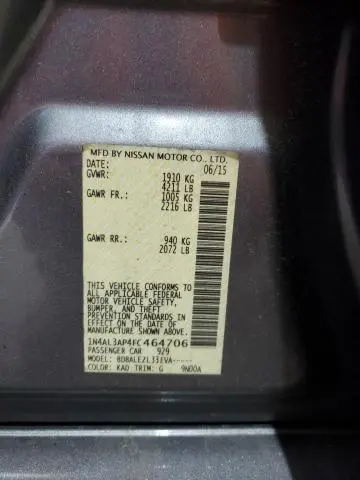 MFD BY NISSAN MOTOR CO., LTD.
DATE: 06/15
GVWR: 1910 KG
4211 LB
GAWR FR.: 1005 KG
2216 LB
GAWR RR.: 940 KG
2072 LB
THIS VEHICLE CONFORMS TO
ALL APPLICABLE FEDERAL
MOTOR VEHICLE SAFETY,
BUMPER, AND THEFT
PREVENTION STANDARDS IN
EFFECT ON THE DATE OF
MANUFACTURE SHOWN ABOVE.
1N4AL3AP4FC464706
PASSENGER CAR 929
MODEL: BDBALEZL33EVA-----
COLOR: KAD TRIM: G 9N00A